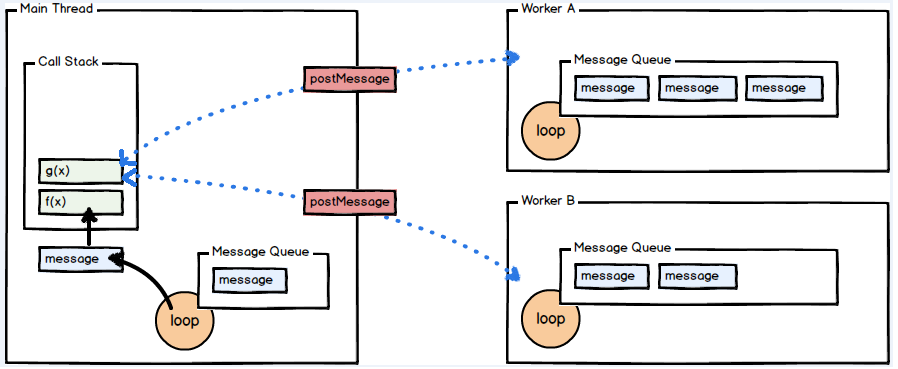 Main Thread
Call Stack
g(x)
f(x)
message
Message Queue
message
loop
postMessage
postMessage
Worker A
Message Queue
message message message
loop
Worker B
Message Queue
message message
loop